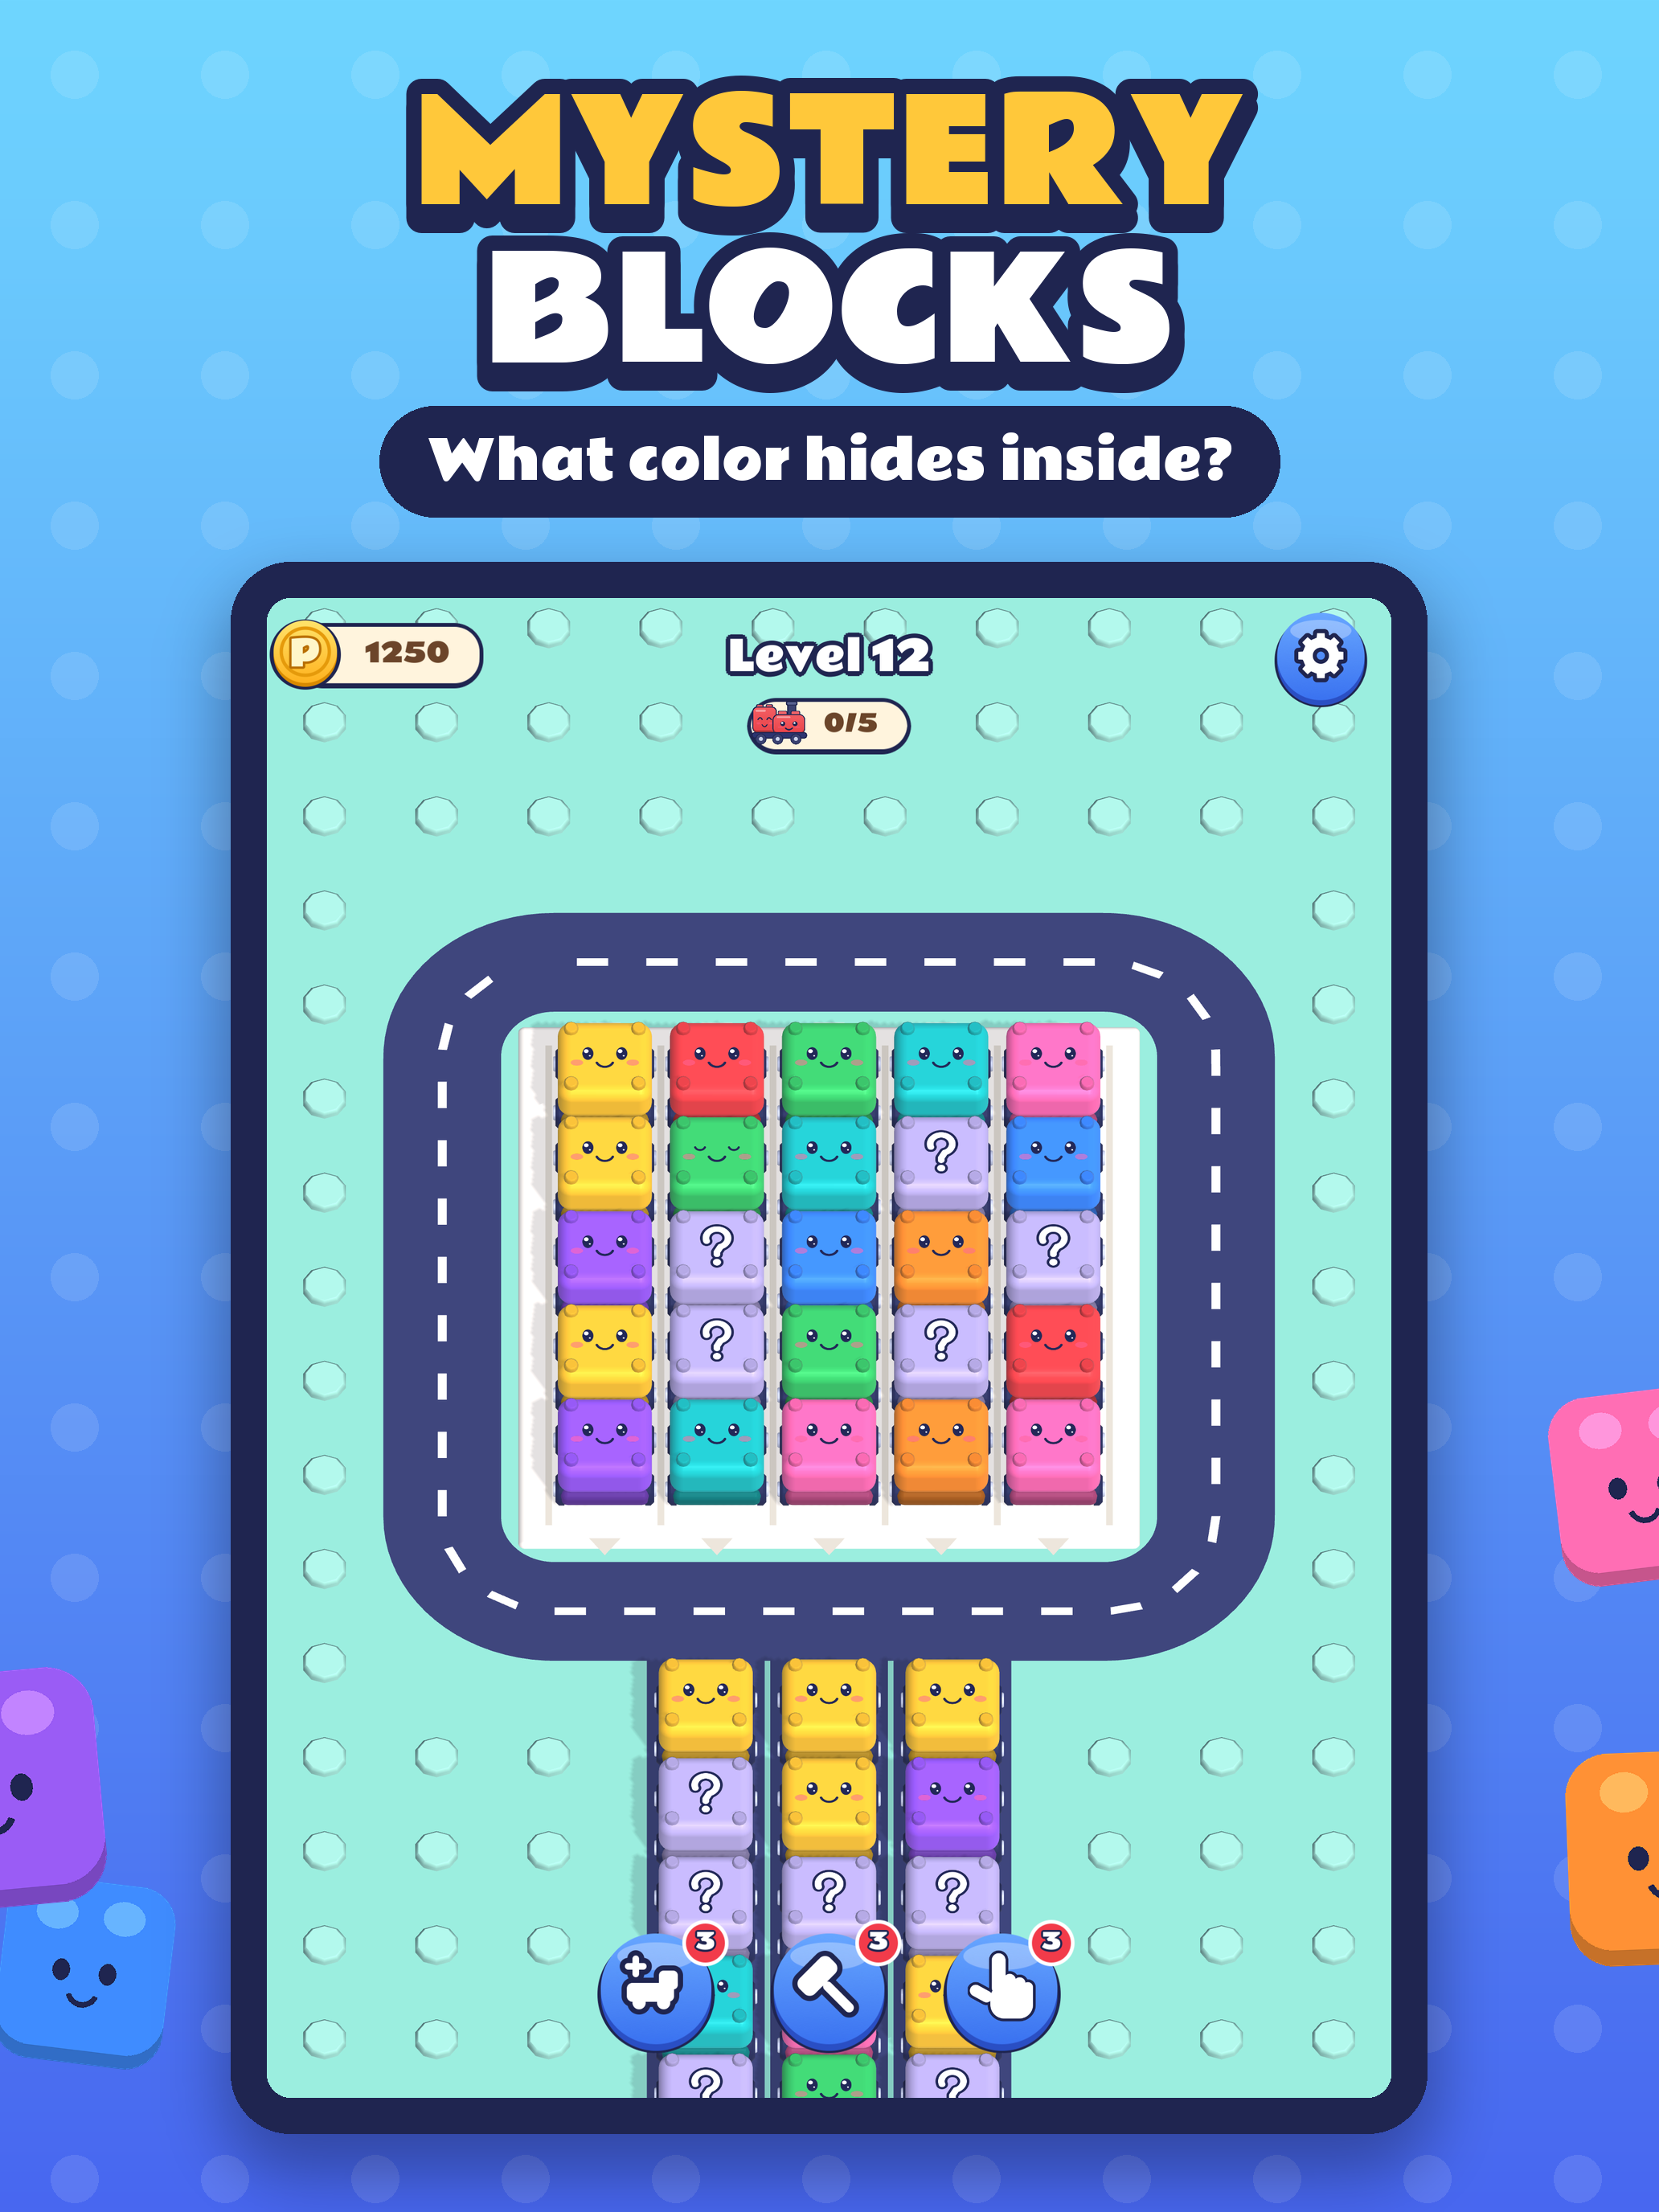 MYSTERY
BLOCKS
What color hides inside?
P 1250
Level 12
0/5
?
? ?
? ?
?
? ? ?
3 3 3
? ?